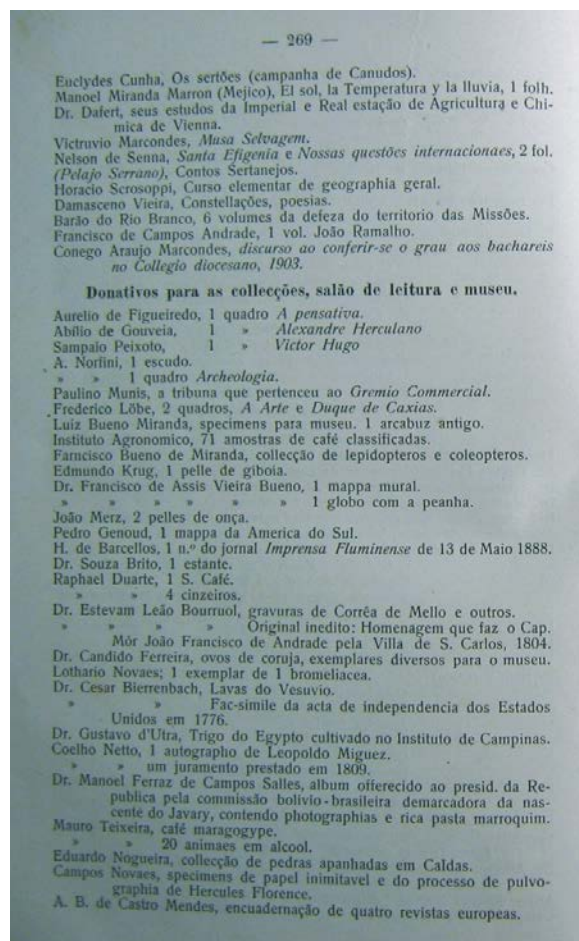 — 269 —
Euclydes Cunha, Os sertões (campanha de Canudos).
Manoel Miranda Marron (Mejico), El sol, la Temperatura y la lluvia, 1 folh.
Dr. Dafert, seus estudos da Imperial e Real estação de Agricultura e Chi-
mica de Vienna.
Victruvio Marcondes, Musa Selvagem.
Nelson de Senna, Santa Efigenia e Nossas questões internacionaes, 2 fol.
(Pelajo Serrano), Contos Sertanejos.
Horacio Scrosoppi, Curso elementar de geographia geral.
Damasceno Vieira, Constellações, poesias.
Barão do Rio Branco, 6 volumes da defeza do territorio das Missões.
Francisco de Campos Andrade, 1 vol. João Ramalho.
Conego Araujo Marcondes, discurso ao conferir-se o grau aos bachareis
no Collegio diocesano, 1903.
Donativos para as collecções, salão de leitura e museu.
Aurelio de Figueiredo, 1 quadro A pensativa.
Abilio de Gouveia, 1 » Alexandre Herculano
Sampaio Peixoto, 1 » Victor Hugo
A. Norfini, 1 escudo.
» » 1 quadro Archeologia.
Paulino Munis, a tribuna que pertenceu ao Gremio Commercial.
Frederico Löbe, 2 quadros, A Arte e Duque de Caxias.
Luiz Bueno Miranda, specimens para museu. 1 arcabuz antigo.
Instituto Agronomico, 71 amostras de café classificadas.
Farncisco Bueno de Miranda, collecção de lepidopteros e coleopteros.
Edmundo Krug, 1 pelle de giboia.
Dr. Francisco de Assis Vieira Bueno, 1 mappa mural.
» » » » » » 1 globo com a peanha.
João Merz, 2 pelles de onça.
Pedro Genoud, 1 mappa da America do Sul.
H. de Barcellos, 1 n.º do jornal Imprensa Fluminense de 13 de Maio 1888.
Dr. Souza Brito, 1 estante.
Raphael Duarte, 1 S. Café.
» » 4 cinzeiros.
Dr. Estevam Leão Bourruol, gravuras de Corrêa de Mello e outros.
» » » » Original inedito: Homenagem que faz o Cap.
Mór João Francisco de Andrade pela Villa de S. Carlos, 1804.
Dr. Candido Ferreira, ovos de coruja, exemplares diversos para o museu.
Lothario Novaes; 1 exemplar de 1 bromeliacea.
Dr. Cesar Bierrenbach, Lavas do Vesuvio.
» » Fac-simile da acta de independencia dos Estados
Unidos em 1776.
Dr. Gustavo d'Utra, Trigo do Egypto cultivado no Instituto de Campinas.
Coelho Netto, 1 autographo de Leopoldo Miguez.
» » um juramento prestado em 1809.
Dr. Manoel Ferraz de Campos Salles, album offerecido ao presid. da Re-
publica pela commissão bolivio-brasileira demarcadora da nas-
cente do Javary, contendo photographias e rica pasta marroquim.
Mauro Teixeira, café maragogype.
» » 20 animaes em alcool.
Eduardo Nogueira, collecção de pedras apanhadas em Caldas.
Campos Novaes, specimens de papel inimitavel e do processo de pulvo-
graphia de Hercules Florence.
A. B. de Castro Mendes, encuadernação de quatro revistas europeas.